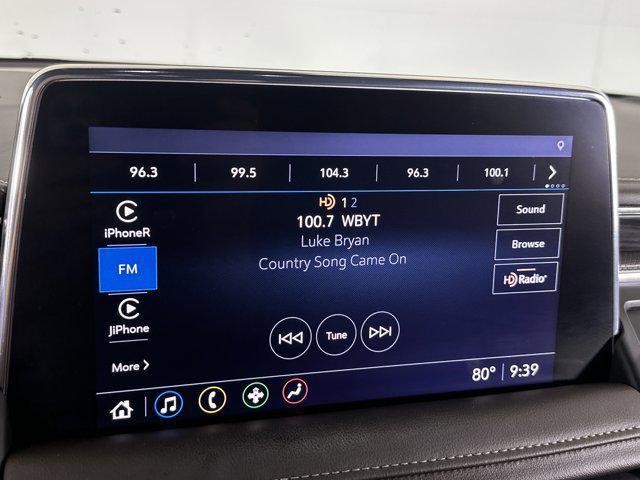 96.3 99.5 104.3 96.3 100.1
HD 1 2
100.7 WBYT
Luke Bryan
Country Song Came On
Sound
Browse
HD Radio
iPhoneR
FM
JiPhone
More
Tune
80° 9:39